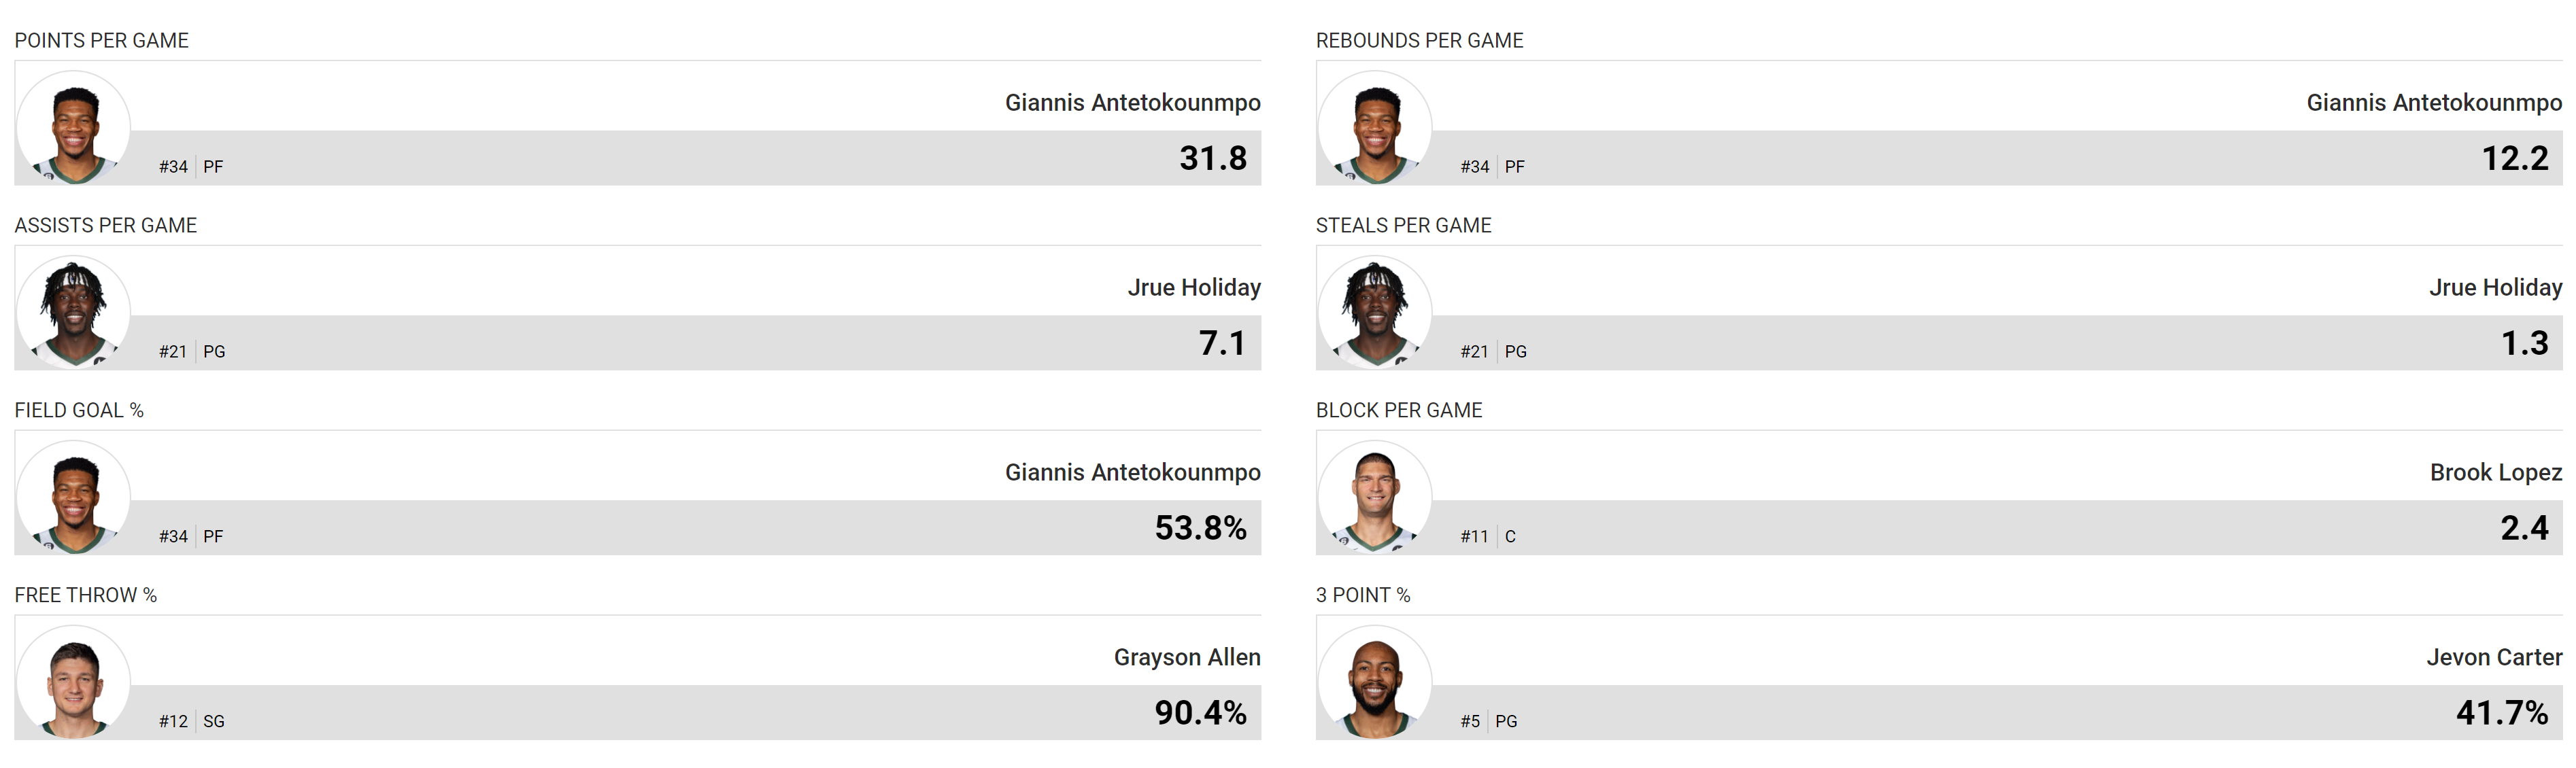 POINTS PER GAME
Giannis Antetokounmpo
#34 PF
31.8
REBOUNDS PER GAME
Giannis Antetokounmpo
#34 PF
12.2
ASSISTS PER GAME
Jrue Holiday
#21 PG
7.1
STEALS PER GAME
Jrue Holiday
#21 PG
1.3
FIELD GOAL %
Giannis Antetokounmpo
#34 PF
53.8%
BLOCK PER GAME
Brook Lopez
#11 C
2.4
FREE THROW %
Grayson Allen
#12 SG
90.4%
3 POINT %
Jevon Carter
#5 PG
41.7%